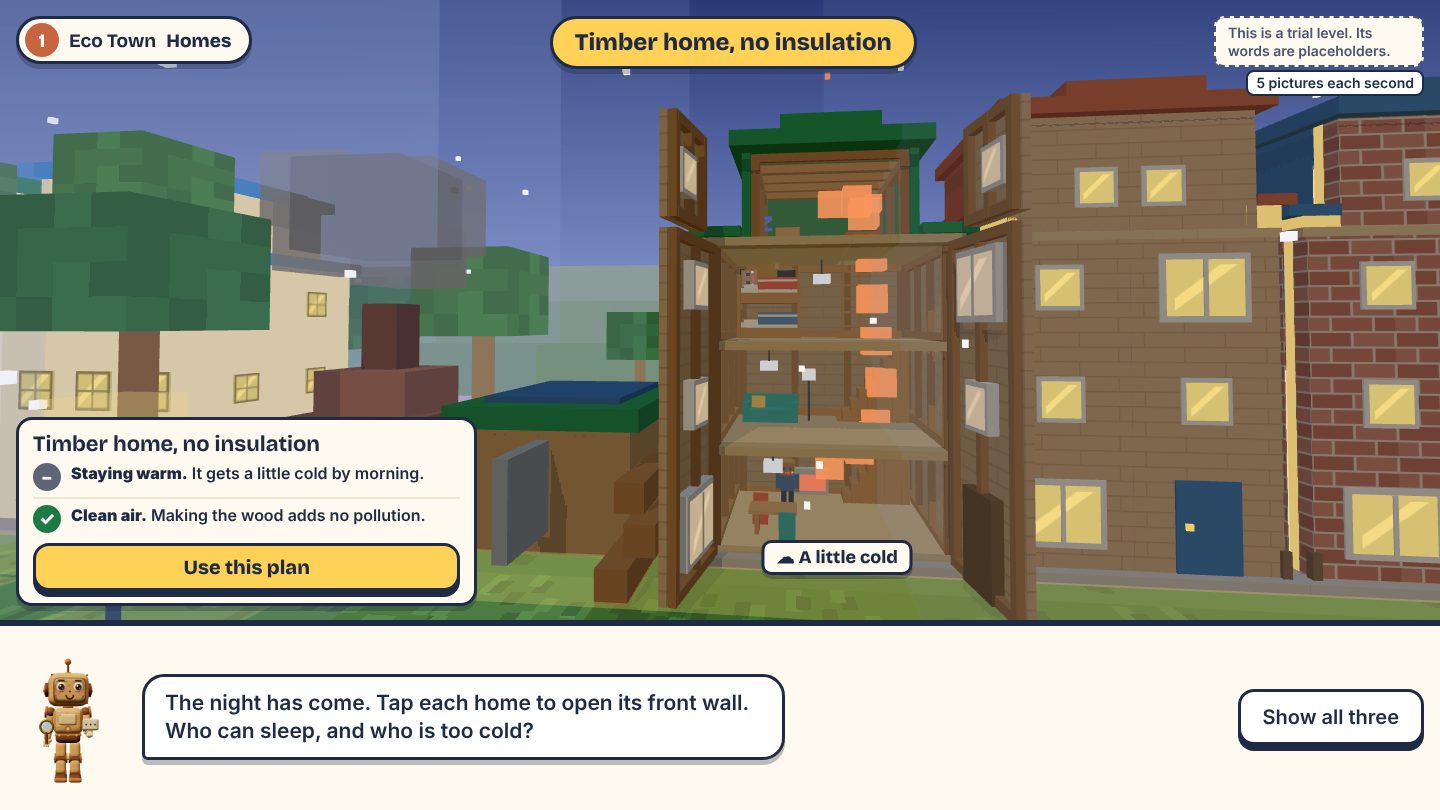 1 Eco Town Homes
Timber home, no insulation
This is a trial level. Its
words are placeholders.
5 pictures each second
Timber home, no insulation
Staying warm. It gets a little cold by morning.
Clean air. Making the wood adds no pollution.
Use this plan
☁ A little cold
The night has come. Tap each home to open its front wall.
Who can sleep, and who is too cold?
Show all three